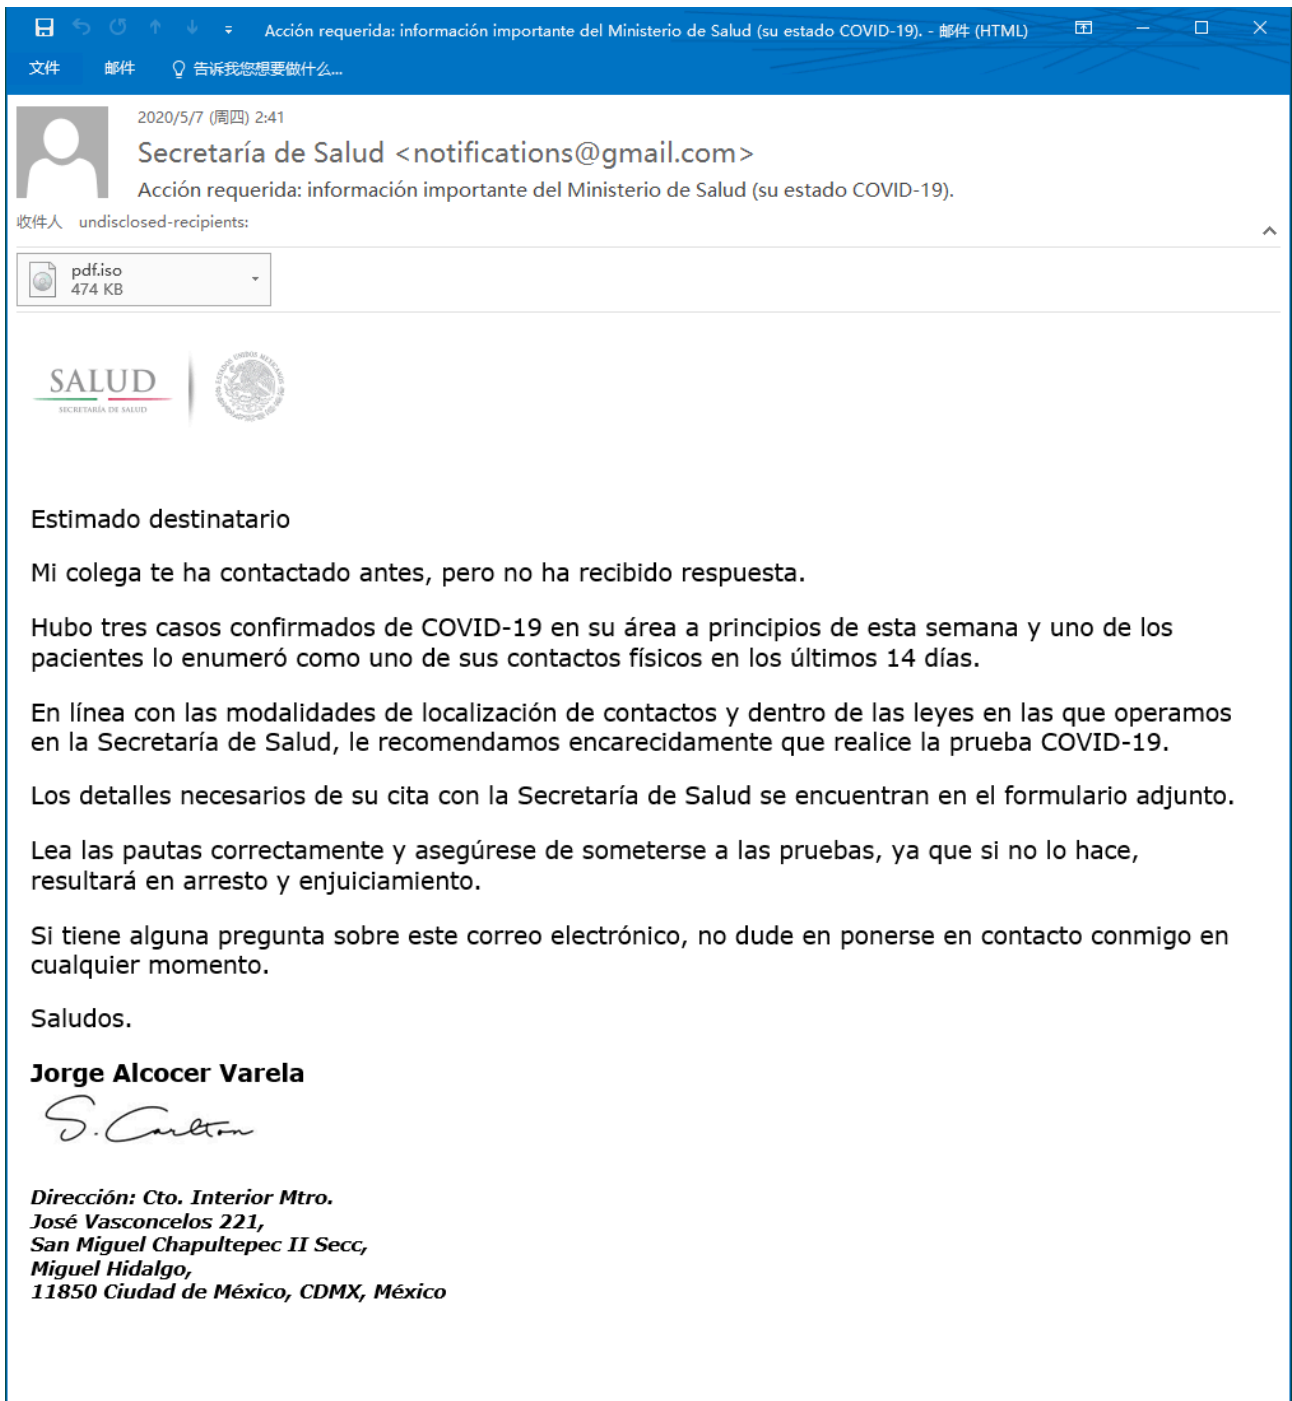 Acción requerida: información importante del Ministerio de Salud (su estado COVID-19). - 邮件 (HTML)
文件 邮件 告诉我您想要做什么...
2020/5/7 (周四) 2:41
Secretaría de Salud <notifications@gmail.com>
Acción requerida: información importante del Ministerio de Salud (su estado COVID-19).
收件人 undisclosed-recipients:
pdf.iso
474 KB
SALUD
SECRETARÍA DE SALUD
ESTADOS UNIDOS MEXICANOS
Estimado destinatario
Mi colega te ha contactado antes, pero no ha recibido respuesta.
Hubo tres casos confirmados de COVID-19 en su área a principios de esta semana y uno de los
pacientes lo enumeró como uno de sus contactos físicos en los últimos 14 días.
En línea con las modalidades de localización de contactos y dentro de las leyes en las que operamos
en la Secretaría de Salud, le recomendamos encarecidamente que realice la prueba COVID-19.
Los detalles necesarios de su cita con la Secretaría de Salud se encuentran en el formulario adjunto.
Lea las pautas correctamente y asegúrese de someterse a las pruebas, ya que si no lo hace,
resultará en arresto y enjuiciamiento.
Si tiene alguna pregunta sobre este correo electrónico, no dude en ponerse en contacto conmigo en
cualquier momento.
Saludos.
Jorge Alcocer Varela
S. Carlton
Dirección: Cto. Interior Mtro.
José Vasconcelos 221,
San Miguel Chapultepec II Secc,
Miguel Hidalgo,
11850 Ciudad de México, CDMX, México